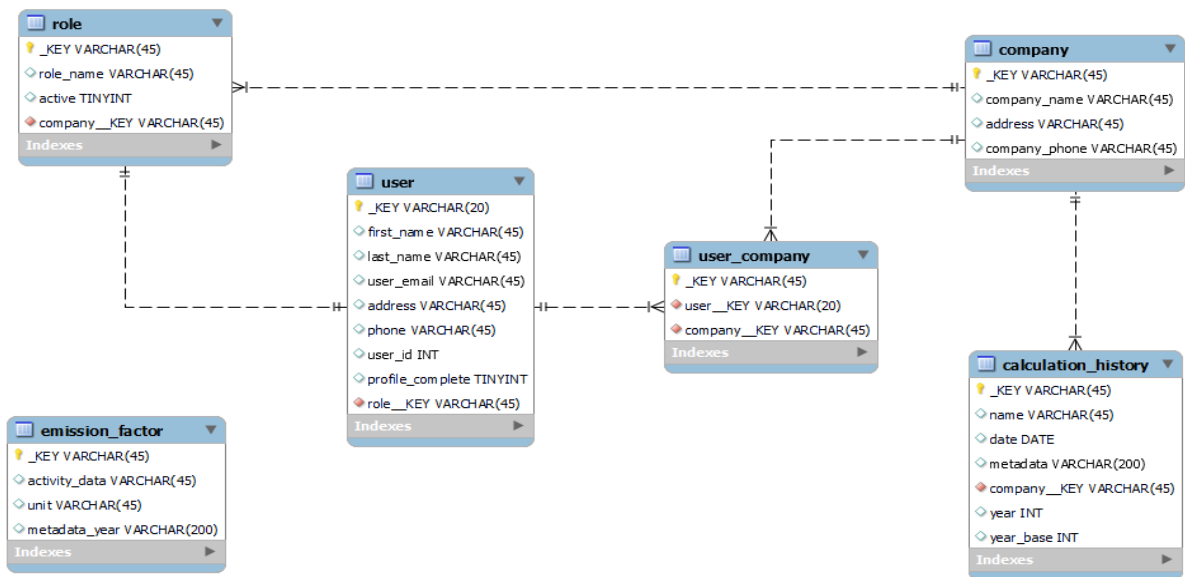 role
_KEY VARCHAR(45)
role_name VARCHAR(45)
active TINYINT
company__KEY VARCHAR(45)
Indexes
company
_KEY VARCHAR(45)
company_name VARCHAR(45)
address VARCHAR(45)
company_phone VARCHAR(45)
Indexes
user
_KEY VARCHAR(20)
first_name VARCHAR(45)
last_name VARCHAR(45)
user_email VARCHAR(45)
address VARCHAR(45)
phone VARCHAR(45)
user_id INT
profile_complete TINYINT
role__KEY VARCHAR(45)
Indexes
user_company
_KEY VARCHAR(45)
user__KEY VARCHAR(20)
company__KEY VARCHAR(45)
Indexes
calculation_history
_KEY VARCHAR(45)
name VARCHAR(45)
date DATE
metadata VARCHAR(200)
company__KEY VARCHAR(45)
year INT
year_base INT
Indexes
emission_factor
_KEY VARCHAR(45)
activity_data VARCHAR(45)
unit VARCHAR(45)
metadata_year VARCHAR(200)
Indexes